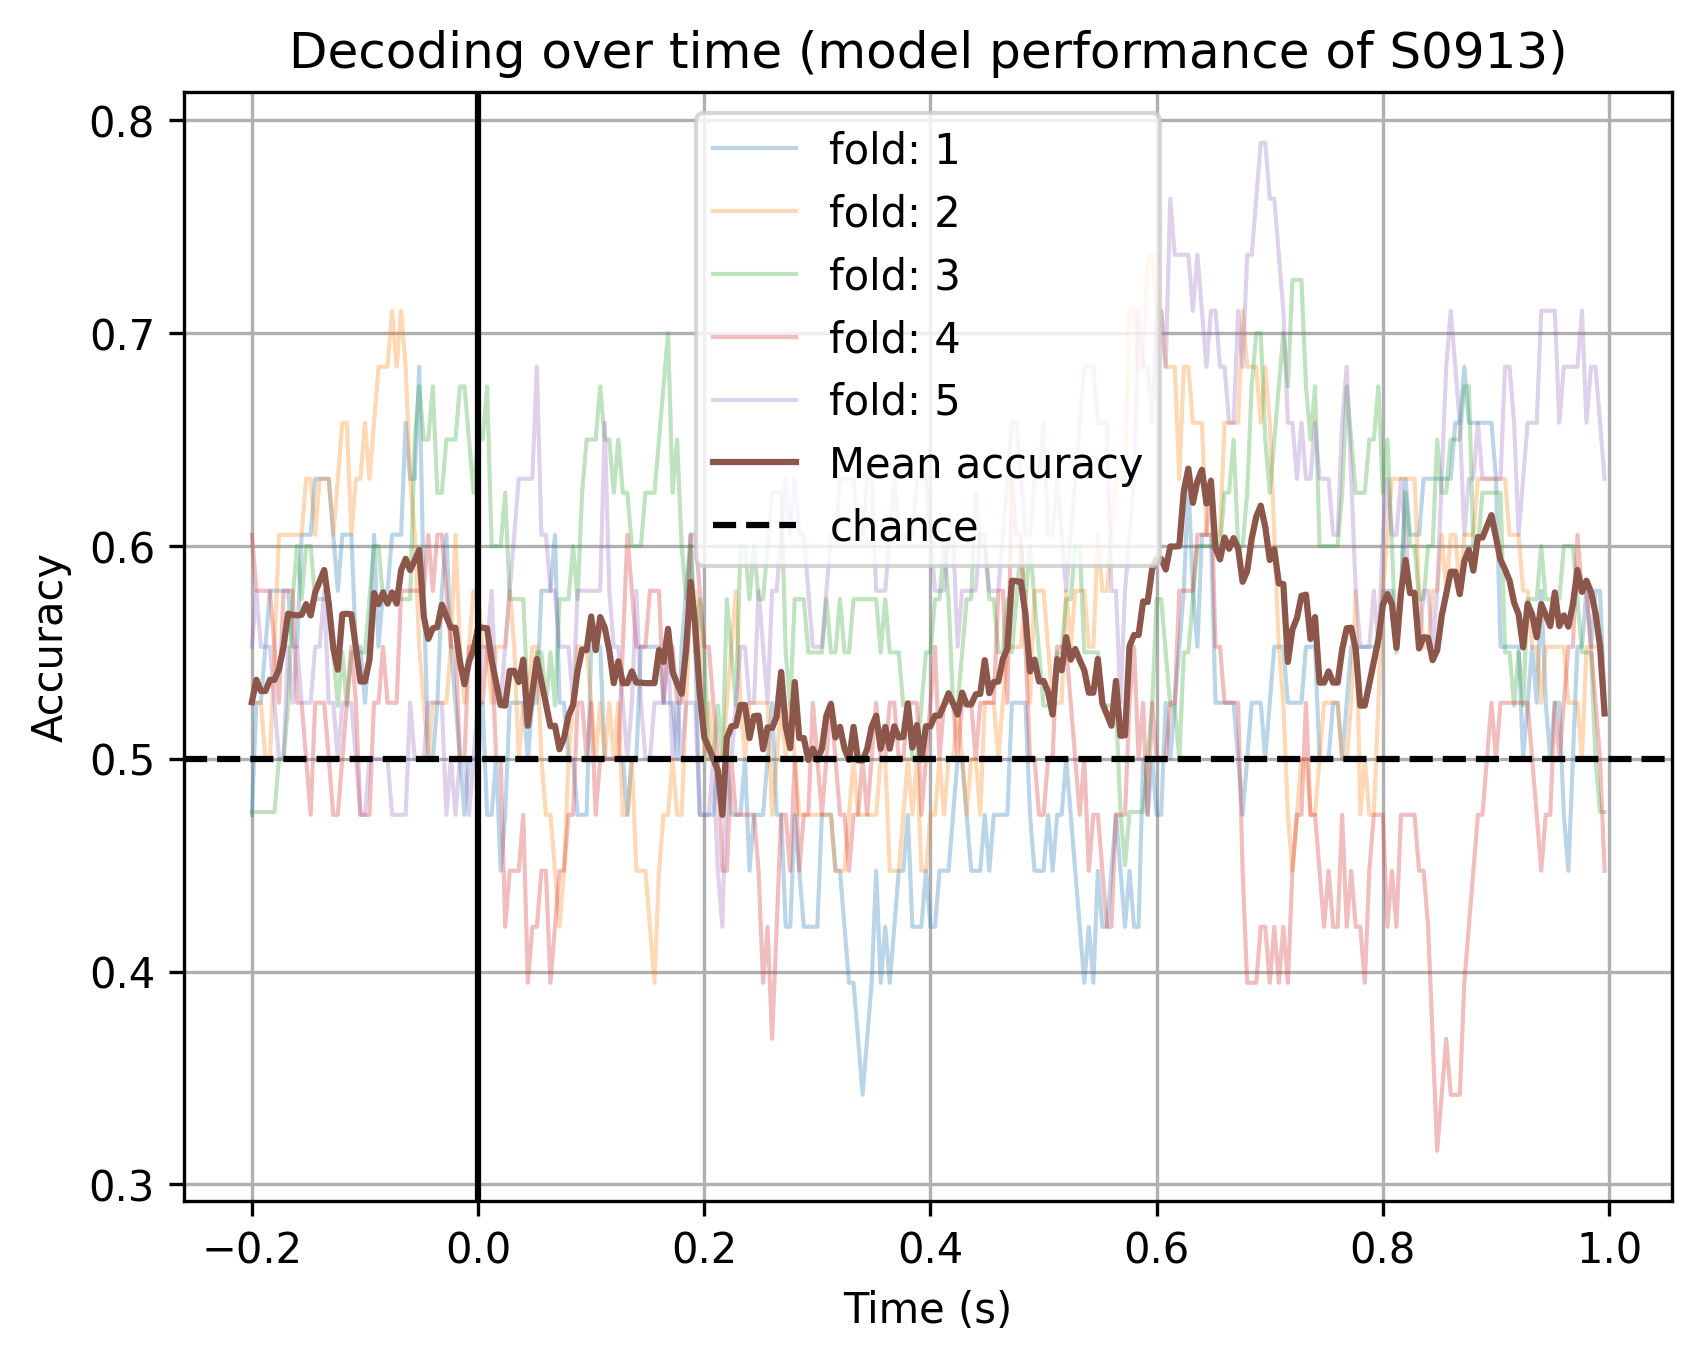 Decoding over time (model performance of S0913)
0.8
0.7
0.6
0.5
0.4
0.3
Accuracy
fold: 1
fold: 2
fold: 3
fold: 4
fold: 5
Mean accuracy
chance
−0.2 0.0 0.2 0.4 0.6 0.8 1.0
Time (s)